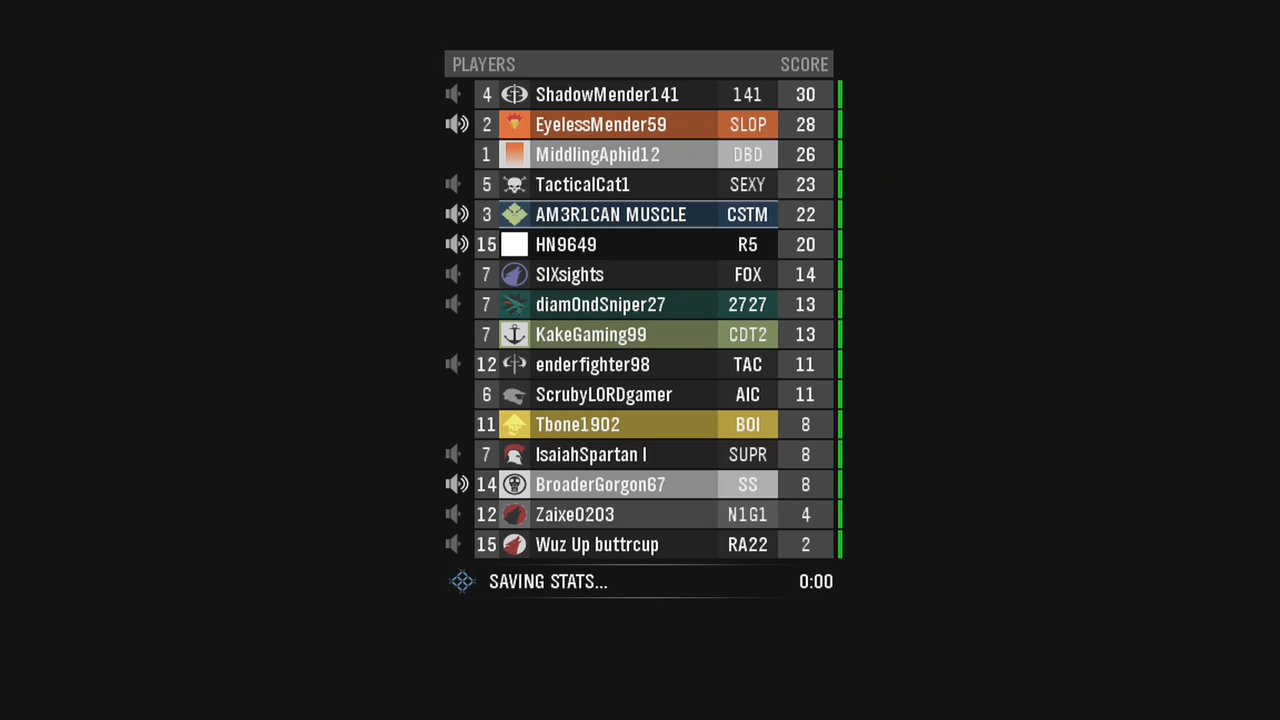 PLAYERS SCORE
4 ShadowMender141 141 30
2 EyelessMender59 SLOP 28
1 MiddlingAphid12 DBD 26
5 TacticalCat1 SEXY 23
3 AM3R1CAN MUSCLE CSTM 22
15 HN9649 R5 20
7 SIXsights FOX 14
7 diam0ndSniper27 2727 13
7 KakeGaming99 CDT2 13
12 enderfighter98 TAC 11
6 ScrubyLORDgamer AIC 11
11 Tbone1902 BOI 8
7 IsaiahSpartan I SUPR 8
14 BroaderGorgon67 SS 8
12 Zaixe0203 N1G1 4
15 Wuz Up buttrcup RA22 2
SAVING STATS... 0:00